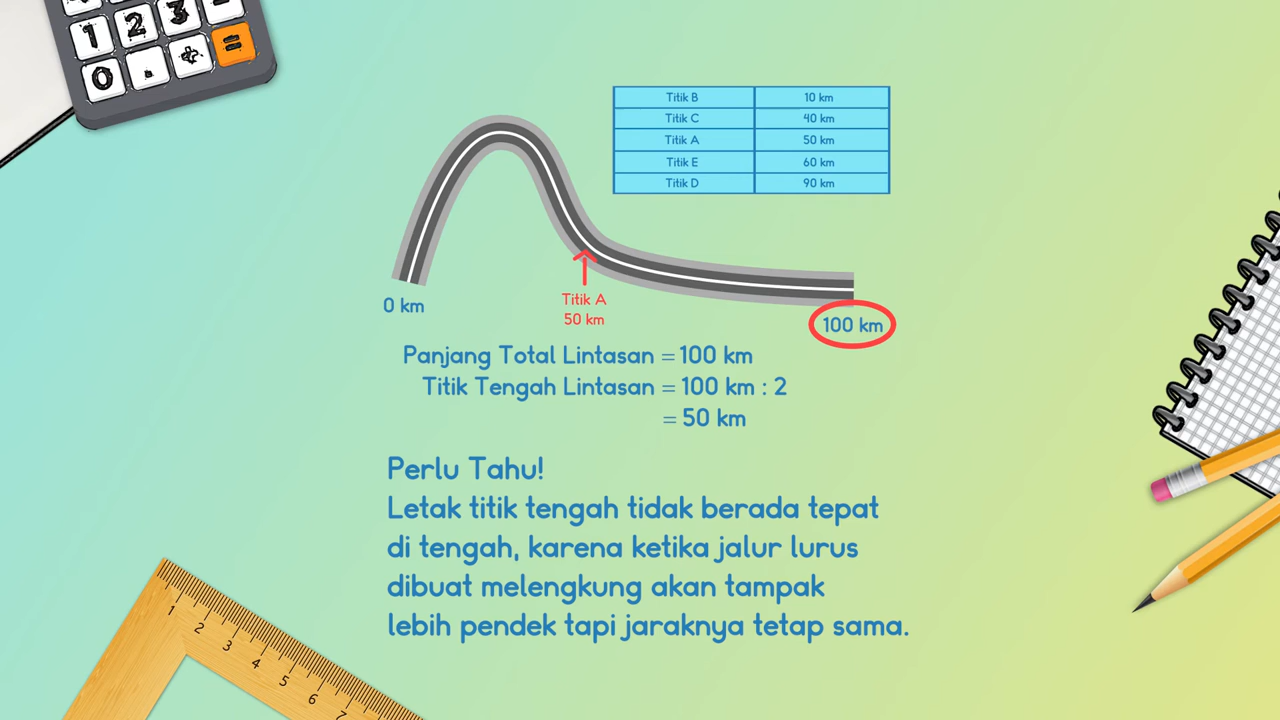 1 2 3
0 . ÷ =
Titik B 10 km
Titik C 40 km
Titik A 50 km
Titik E 60 km
Titik D 90 km
0 km
Titik A
50 km
100 km
Panjang Total Lintasan = 100 km
Titik Tengah Lintasan = 100 km : 2
= 50 km
Perlu Tahu!
Letak titik tengah tidak berada tepat
di tengah, karena ketika jalur lurus
dibuat melengkung akan tampak
lebih pendek tapi jaraknya tetap sama.
1 2 3 4 5 6 7